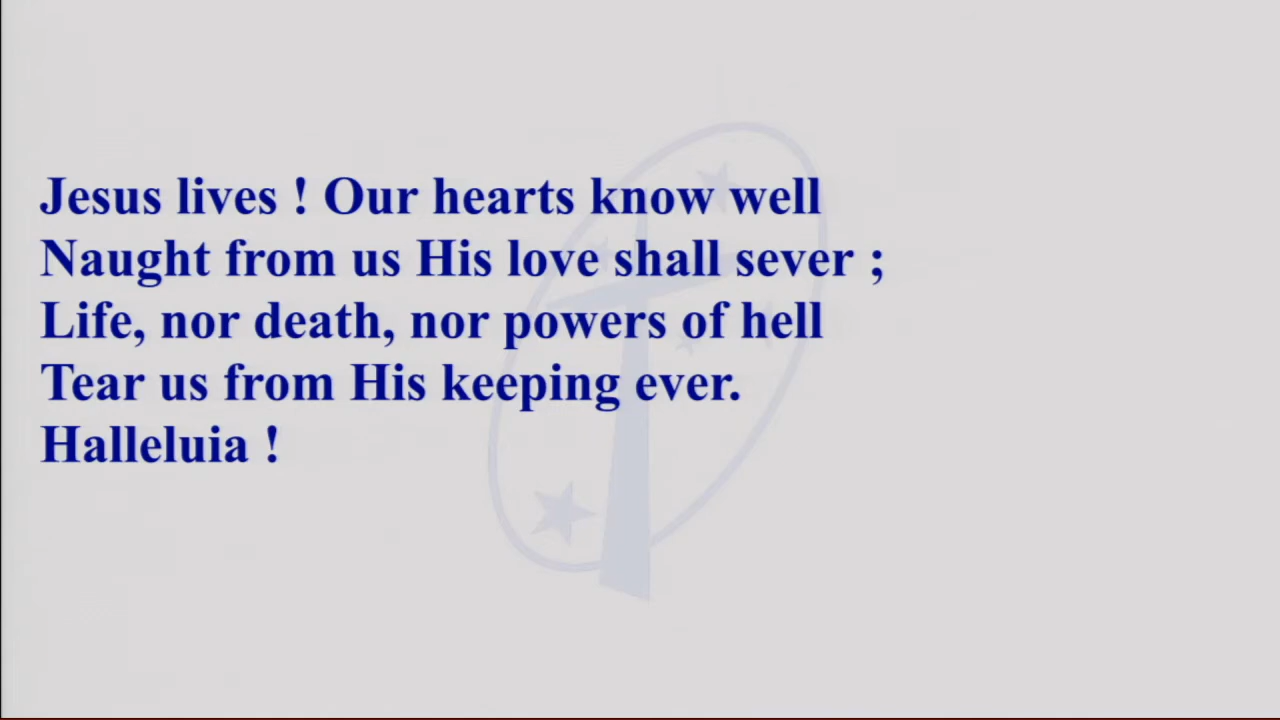 Jesus lives ! Our hearts know well
Naught from us His love shall sever ;
Life, nor death, nor powers of hell
Tear us from His keeping ever.
Halleluia !